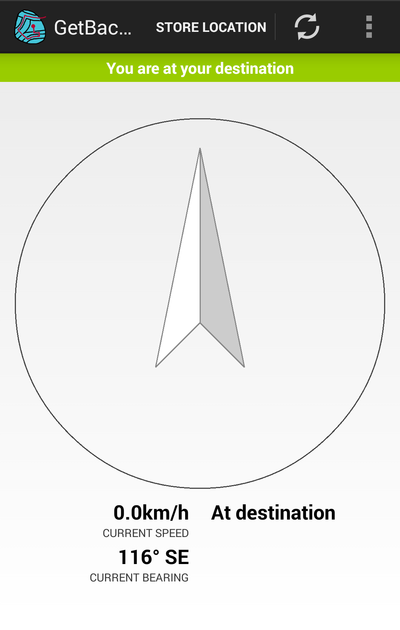 GetBac... STORE LOCATION
You are at your destination
0.0km/h At destination
CURRENT SPEED
116° SE
CURRENT BEARING